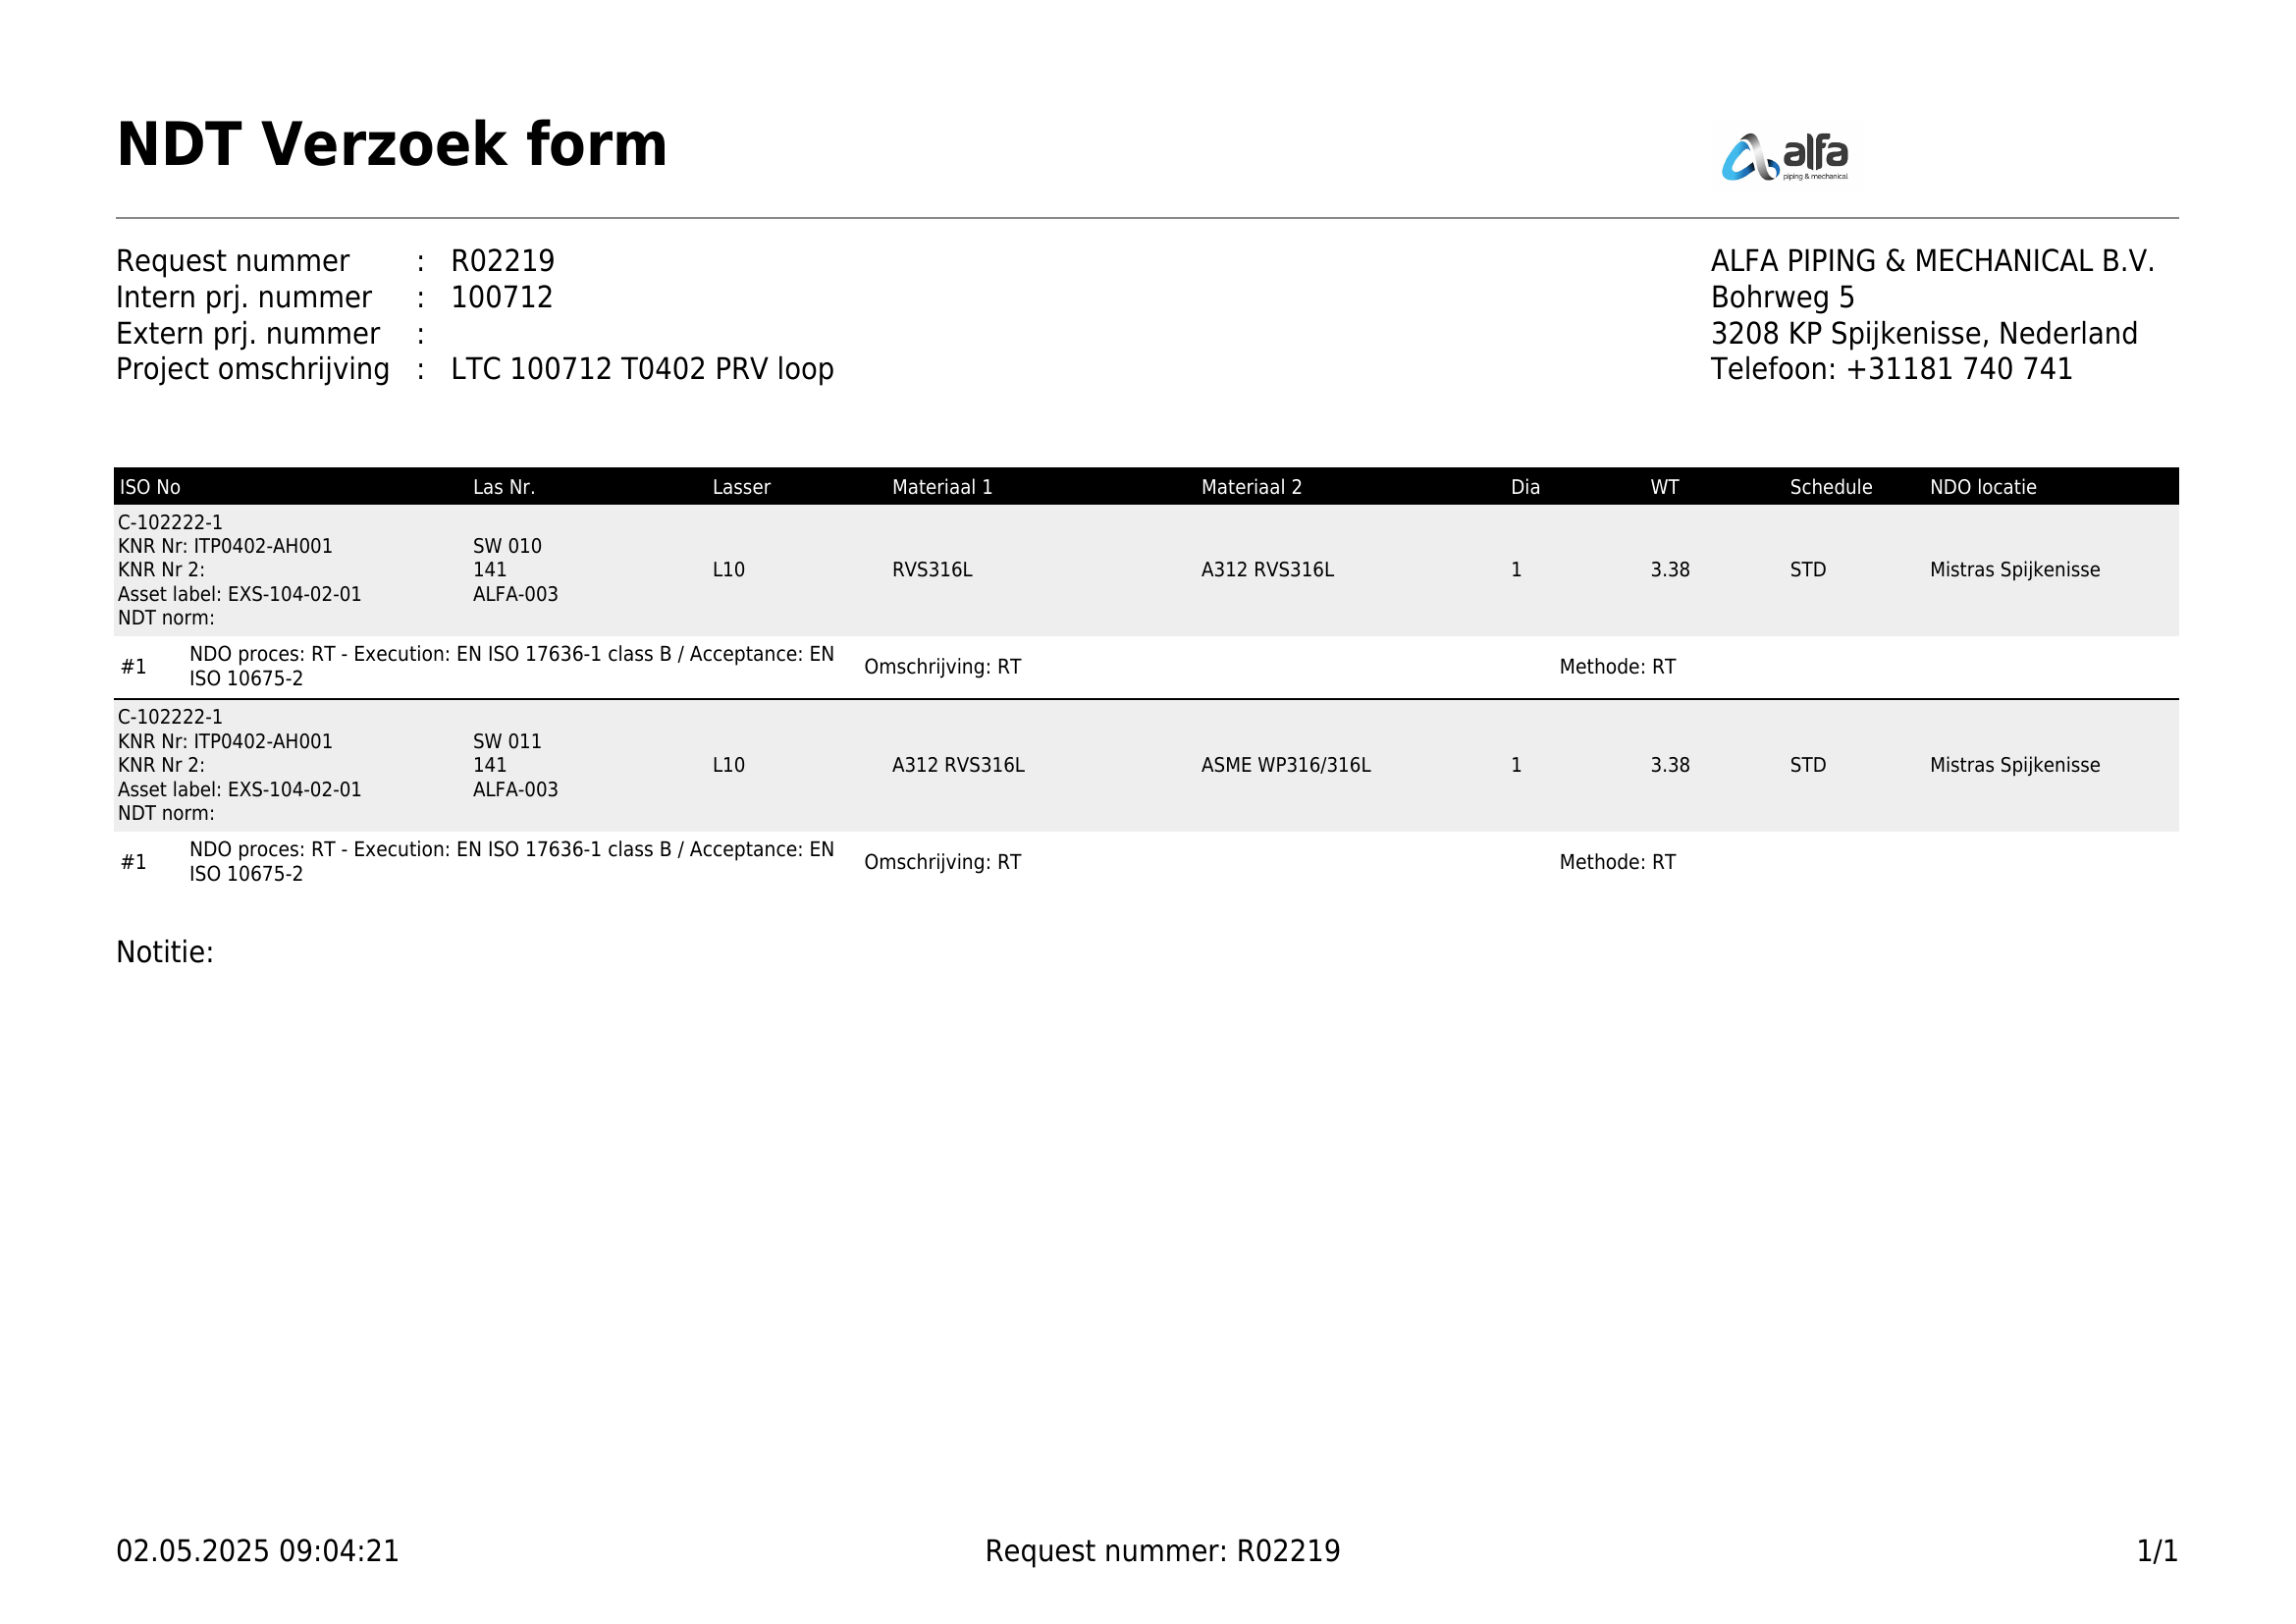 NDT Verzoek form
alfa
piping & mechanical
Request nummer : R02219
Intern prj. nummer : 100712
Extern prj. nummer :
Project omschrijving : LTC 100712 T0402 PRV loop
ALFA PIPING & MECHANICAL B.V.
Bohrweg 5
3208 KP Spijkenisse, Nederland
Telefoon: +31181 740 741
ISO No Las Nr. Lasser Materiaal 1 Materiaal 2 Dia WT Schedule NDO locatie
C-102222-1
KNR Nr: ITP0402-AH001 SW 010
KNR Nr 2: 141 L10 RVS316L A312 RVS316L 1 3.38 STD Mistras Spijkenisse
Asset label: EXS-104-02-01 ALFA-003
NDT norm:
#1 NDO proces: RT - Execution: EN ISO 17636-1 class B / Acceptance: EN
ISO 10675-2 Omschrijving: RT Methode: RT
C-102222-1
KNR Nr: ITP0402-AH001 SW 011
KNR Nr 2: 141 L10 A312 RVS316L ASME WP316/316L 1 3.38 STD Mistras Spijkenisse
Asset label: EXS-104-02-01 ALFA-003
NDT norm:
#1 NDO proces: RT - Execution: EN ISO 17636-1 class B / Acceptance: EN
ISO 10675-2 Omschrijving: RT Methode: RT
Notitie:
02.05.2025 09:04:21 Request nummer: R02219 1/1